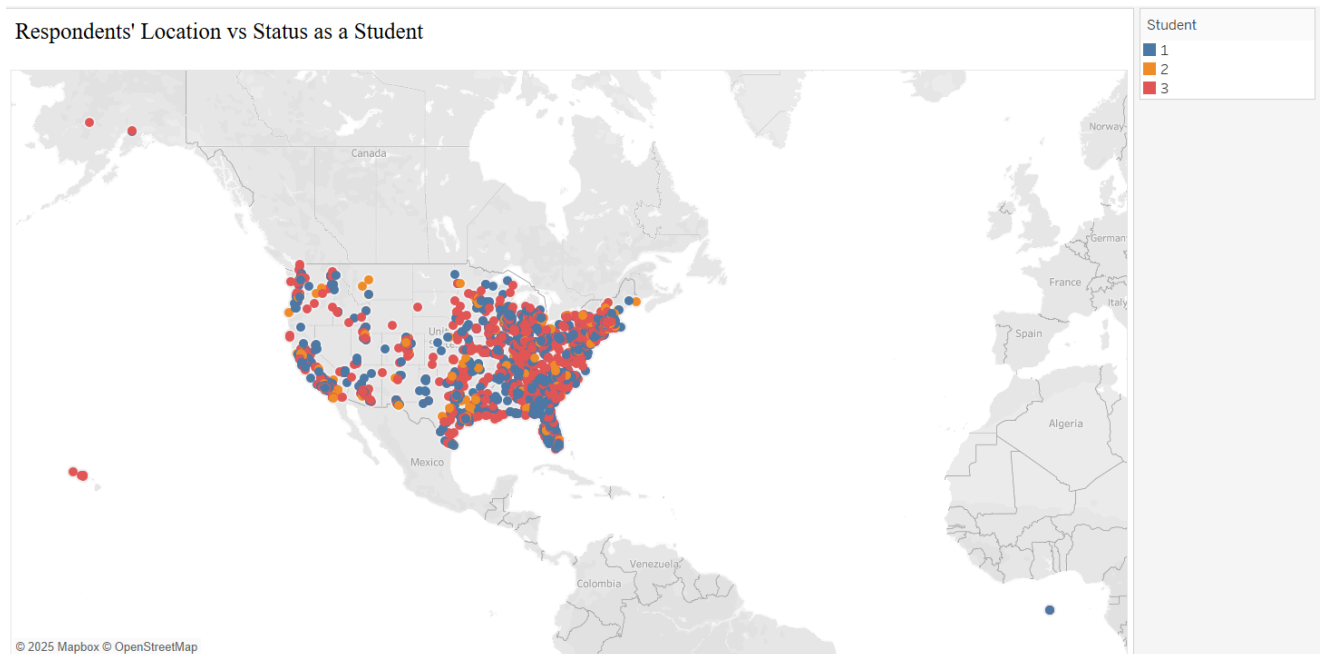 Respondents' Location vs Status as a Student
Student
1
2
3
Norway
Canada
German
France
Italy
Spain
Unit
Algeria
Mexico
Venezuela
Colombia
© 2025 Mapbox © OpenStreetMap